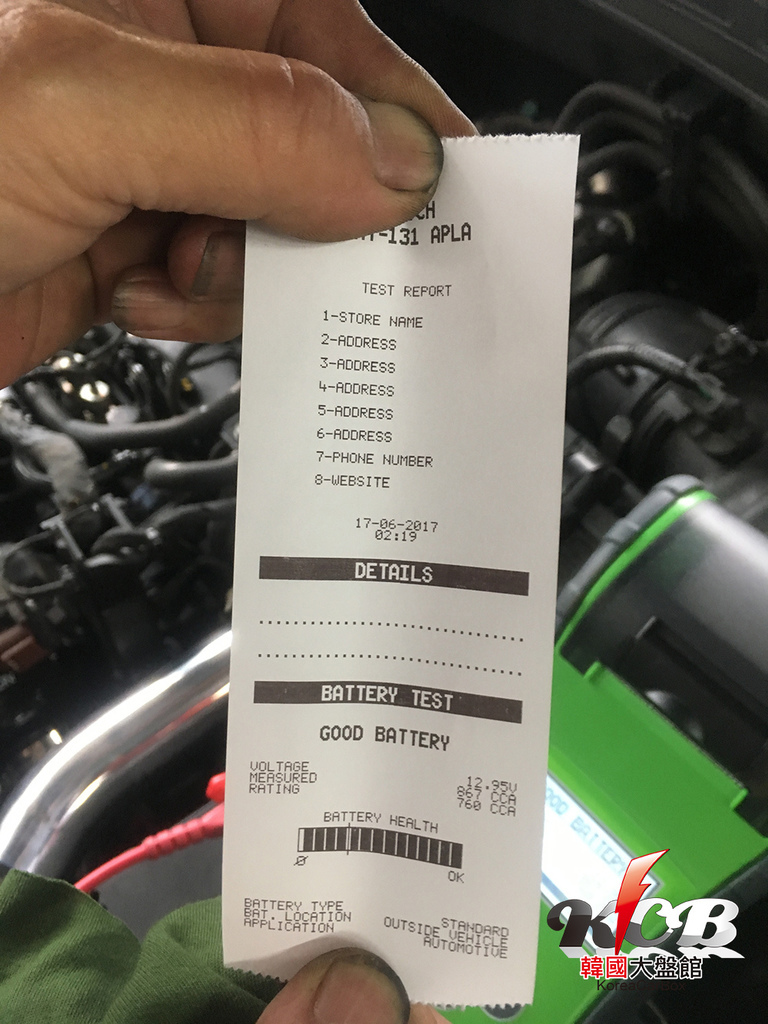 131 APLA
TEST REPORT
1-STORE NAME
2-ADDRESS
3-ADDRESS
4-ADDRESS
5-ADDRESS
6-ADDRESS
7-PHONE NUMBER
8-WEBSITE
17-06-2017
02:19
DETAILS
BATTERY TEST
GOOD BATTERY
VOLTAGE 12.95V
MEASURED 867 CCA
RATING 760 CCA
BATTERY HEALTH
0
OK
BATTERY TYPE STANDARD
BAT. LOCATION OUTSIDE VEHICLE
APPLICATION AUTOMOTIVE
GOOD BATTERY
KCB
韓國大盤館